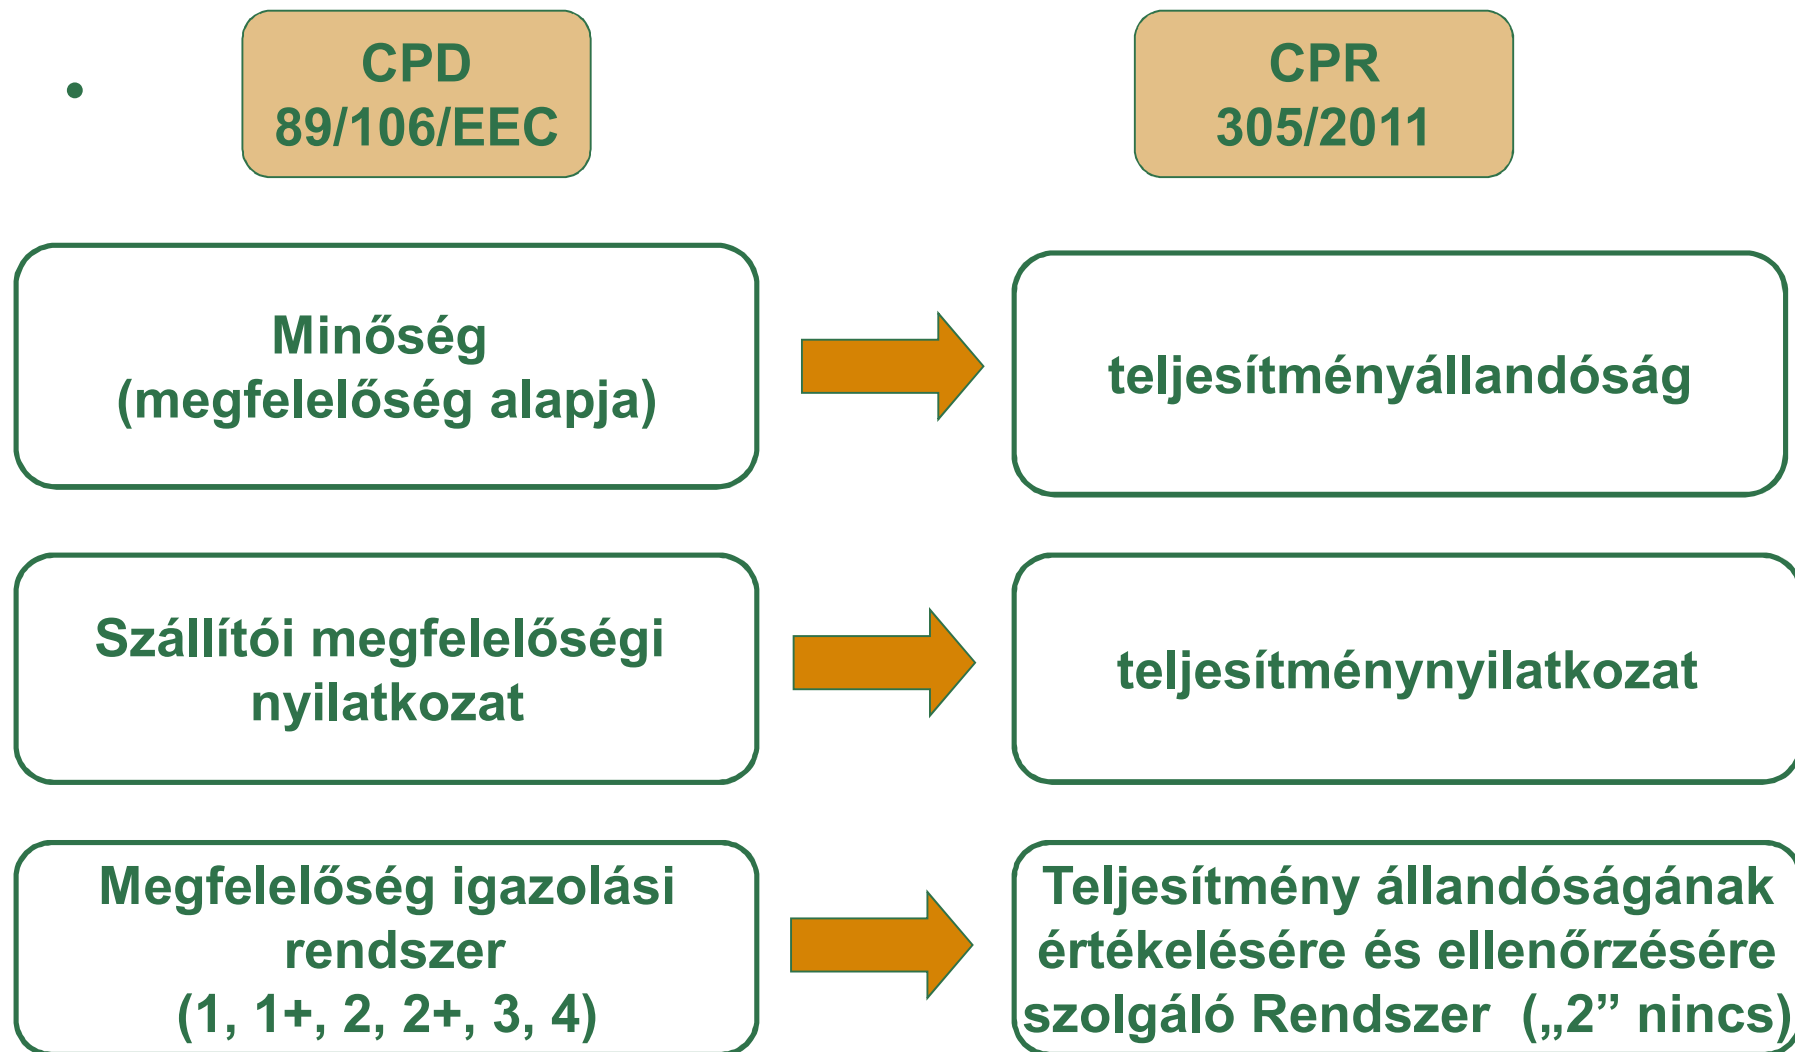 CPD
89/106/EEC
CPR
305/2011
Minőség
(megfelelőség alapja)
teljesítményállandóság
Szállítói megfelelőségi
nyilatkozat
teljesítménynyilatkozat
Megfelelőség igazolási
rendszer
(1, 1+, 2, 2+, 3, 4)
Teljesítmény állandóságának
értékelésére és ellenőrzésére
szolgáló Rendszer („2” nincs)